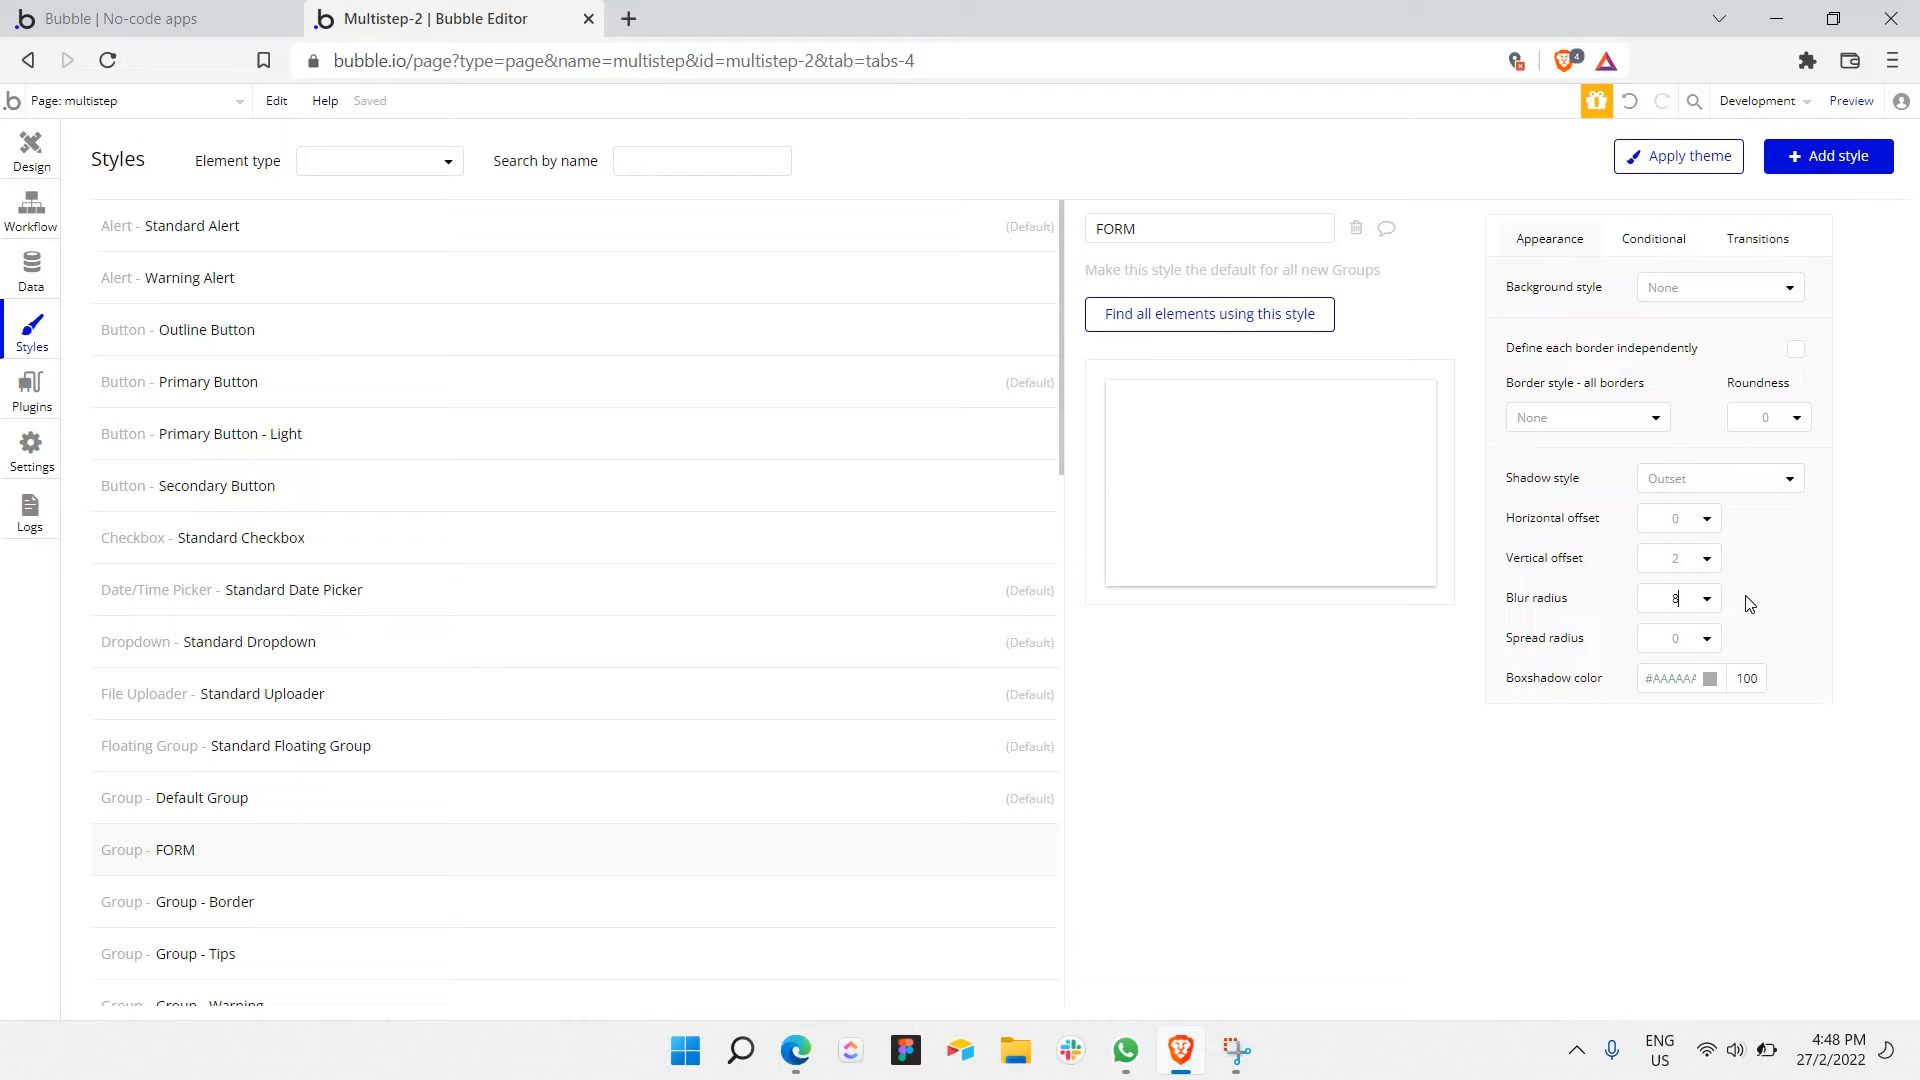 Bubble | No-code apps
Multistep-2 | Bubble Editor
bubble.io/page?type=page&name=multistep&id=multistep-2&tab=tabs-4
4
Page: multistep
Edit
Help
Saved
Development
Preview
Design
Workflow
Data
Styles
Plugins
Settings
Logs
Styles
Element type
Search by name
Apply theme
+ Add style
Alert - Standard Alert (Default)
Alert - Warning Alert
Button - Outline Button
Button - Primary Button (Default)
Button - Primary Button - Light
Button - Secondary Button
Checkbox - Standard Checkbox
Date/Time Picker - Standard Date Picker (Default)
Dropdown - Standard Dropdown (Default)
File Uploader - Standard Uploader (Default)
Floating Group - Standard Floating Group (Default)
Group - Default Group (Default)
Group - FORM
Group - Group - Border
Group - Group - Tips
Group - Group - Warning
FORM
Make this style the default for all new Groups
Find all elements using this style
Appearance
Conditional
Transitions
Background style None
Define each border independently
Border style - all borders
Roundness
None
0
Shadow style Outset
Horizontal offset 0
Vertical offset 2
Blur radius 8
Spread radius 0
Boxshadow color #AAAAAA 100
ENG
US
4:48 PM
27/2/2022